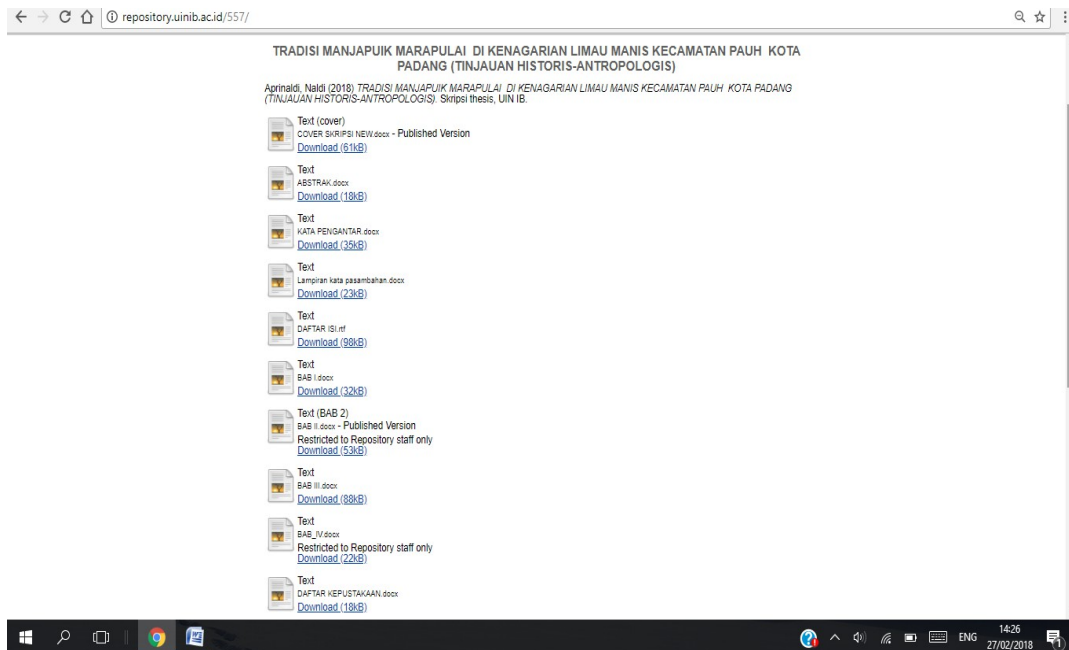 repository.uinib.ac.id/557/
TRADISI MANJAPUIK MARAPULAI DI KENAGARIAN LIMAU MANIS KECAMATAN PAUH KOTA
PADANG (TINJAUAN HISTORIS-ANTROPOLOGIS)
Aprinaldi, Naldi (2018) TRADISI MANJAPUIK MARAPULAI DI KENAGARIAN LIMAU MANIS KECAMATAN PAUH KOTA PADANG
(TINJAUAN HISTORIS-ANTROPOLOGIS). Skripsi thesis, UIN IB.
Text (cover)
COVER SKRIPSI NEW.docx - Published Version
Download (61kB)
Text
ABSTRAK.docx
Download (18kB)
Text
KATA PENGANTAR.docx
Download (35kB)
Text
Lampiran kata pasambahan.docx
Download (23kB)
Text
DAFTAR ISI.rtf
Download (98kB)
Text
BAB I.docx
Download (32kB)
Text (BAB 2)
BAB II.docx - Published Version
Restricted to Repository staff only
Download (53kB)
Text
BAB III.docx
Download (88kB)
Text
BAB_IV.docx
Restricted to Repository staff only
Download (22kB)
Text
DAFTAR KEPUSTAKAAN.docx
Download (18kB)
ENG
14:26
27/02/2018